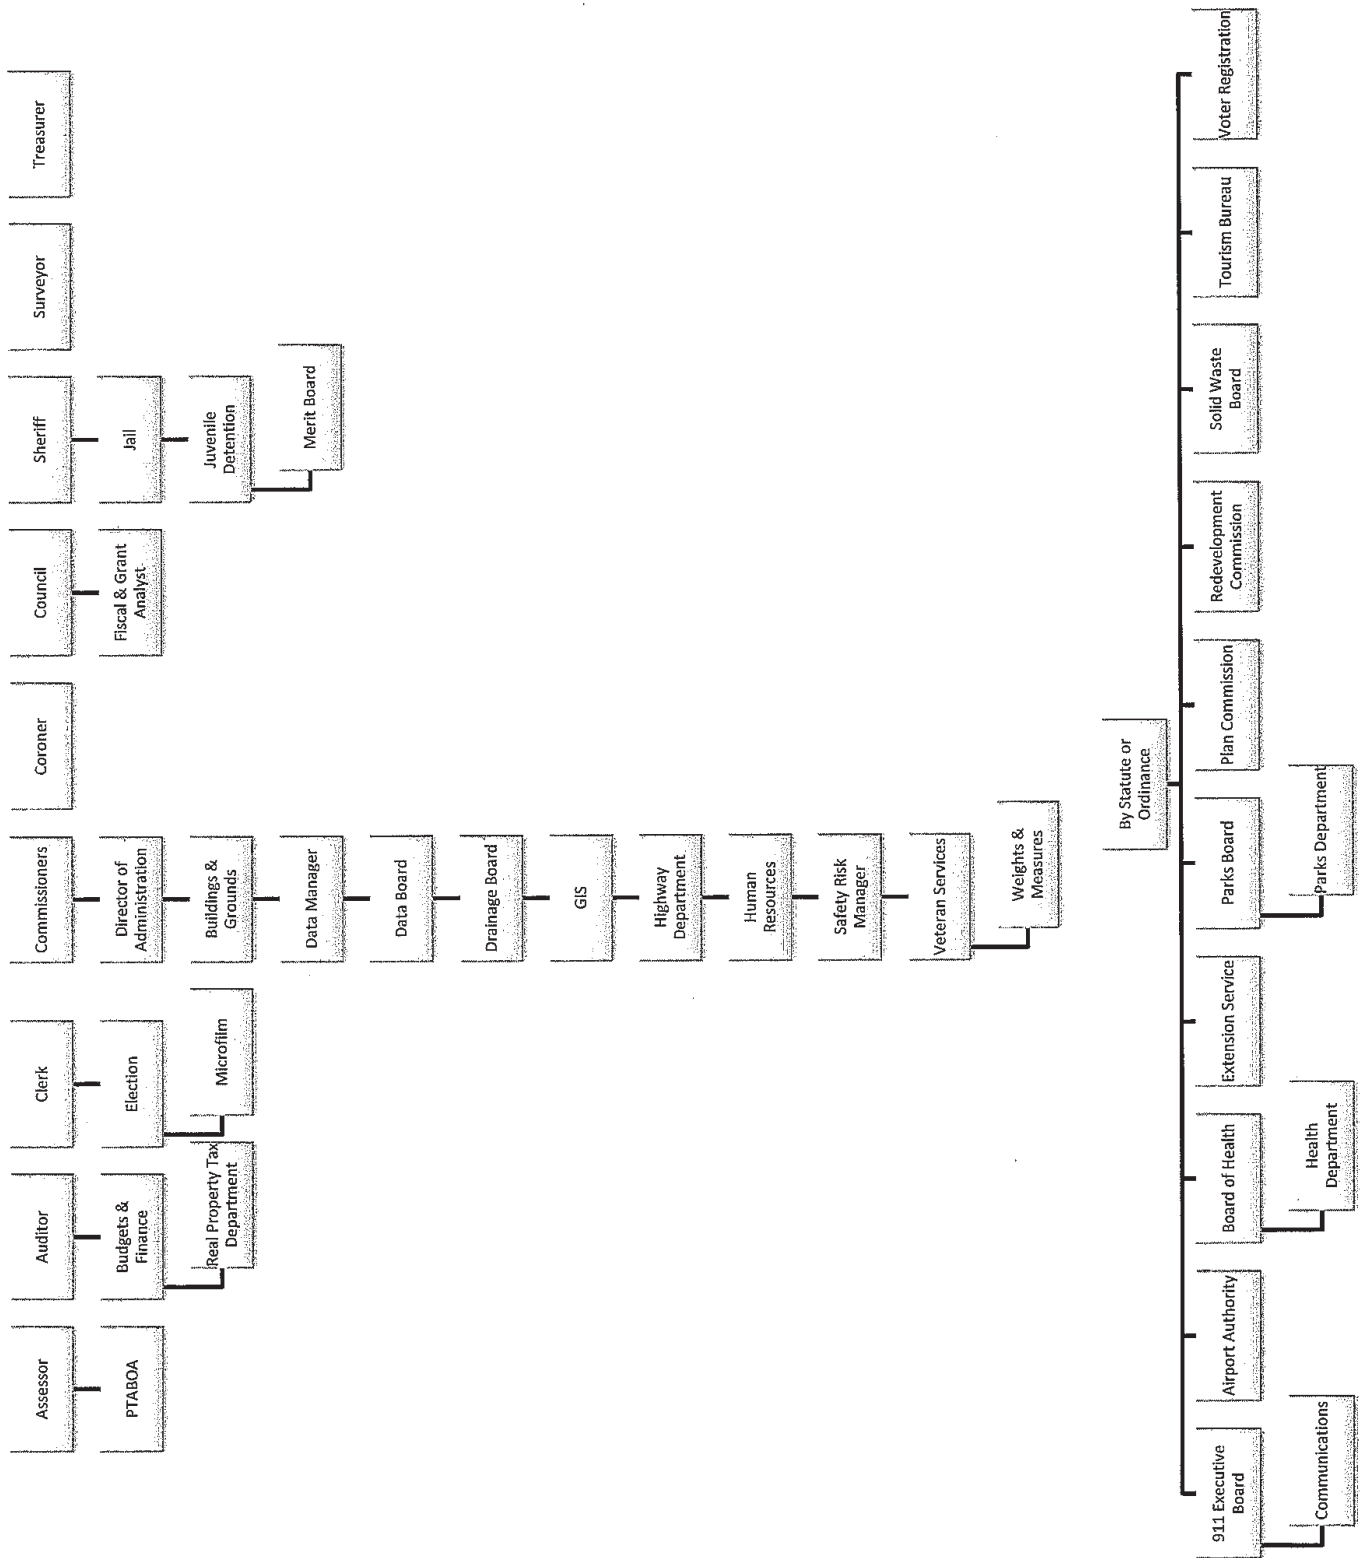 Assessor
Auditor
Clerk
Commissioners
Coroner
Council
Sheriff
Surveyor
Treasurer
PTABOA
Budgets &
Finance
Real Property Tax
Department
Election
Microfilm
Director of
Administration
Buildings &
Grounds
Data Manager
Data Board
Drainage Board
GIS
Highway
Department
Human
Resources
Safety Risk
Manager
Veteran Services
Weights &
Measures
Fiscal & Grant
Analyst
Jail
Juvenile
Detention
Merit Board
By Statute or
Ordinance
911 Executive
Board
Communications
Airport Authority
Board of Health
Health
Department
Extension Service
Parks Board
Parks Department
Plan Commission
Redevelopment
Commission
Solid Waste
Board
Tourism Bureau
Voter Registration